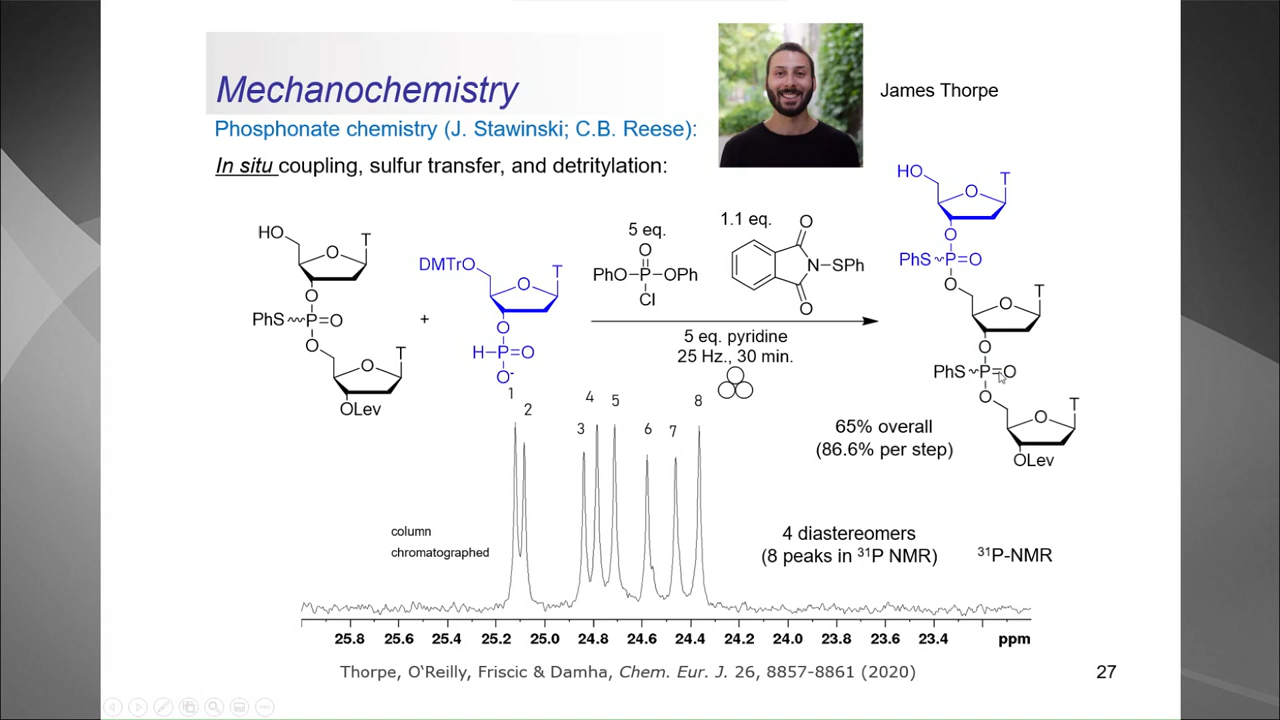 Mechanochemistry
James Thorpe
Phosphonate chemistry (J. Stawinski; C.B. Reese):
In situ coupling, sulfur transfer, and detritylation:
HO
T
O
O
PhS
P
O
O
T
O
OLev
+
DMTrO
T
O
O
H
P
O
O-
5 eq.
O
PhO
P
OPh
Cl
1.1 eq.
O
N
SPh
O
5 eq. pyridine
25 Hz., 30 min.
HO
T
O
O
PhS
P
O
O
T
O
O
PhS
P
O
O
T
O
OLev
65% overall
(86.6% per step)
1
2
3
4
5
6
7
8
column
chromatographed
4 diastereomers
(8 peaks in 31P NMR)
31P-NMR
25.8 25.6 25.4 25.2 25.0 24.8 24.6 24.4 24.2 24.0 23.8 23.6 23.4 ppm
Thorpe, O'Reilly, Friscic & Damha, Chem. Eur. J. 26, 8857-8861 (2020)
27